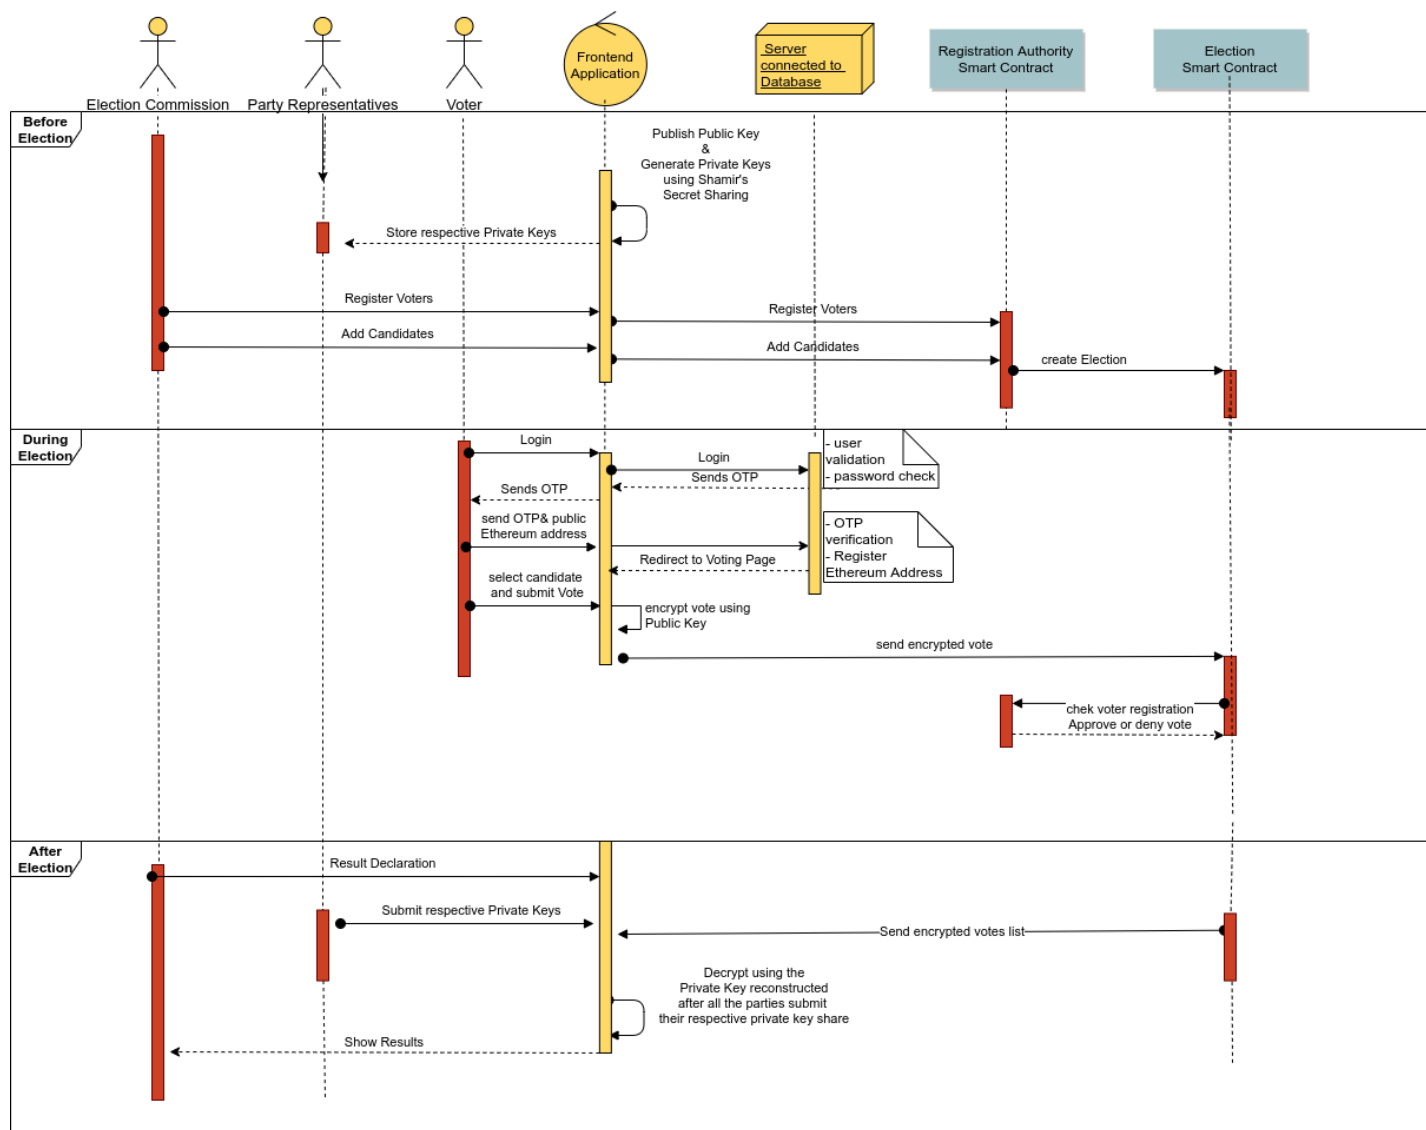 Election Commission
Party Representatives
Voter
Frontend
Application
Server
connected to
Database
Registration Authority
Smart Contract
Election
Smart Contract
Before
Election
Publish Public Key
&
Generate Private Keys
using Shamir's
Secret Sharing
Store respective Private Keys
Register Voters
Register Voters
Add Candidates
Add Candidates
create Election
During
Election
Login
Login
- user
validation
- password check
Sends OTP
Sends OTP
send OTP& public
Ethereum address
- OTP
verification
- Register
Ethereum Address
Redirect to Voting Page
select candidate
and submit Vote
encrypt vote using
Public Key
send encrypted vote
chek voter registration
Approve or deny vote
After
Election
Result Declaration
Submit respective Private Keys
Send encrypted votes list
Decrypt using the
Private Key reconstructed
after all the parties submit
their respective private key share
Show Results